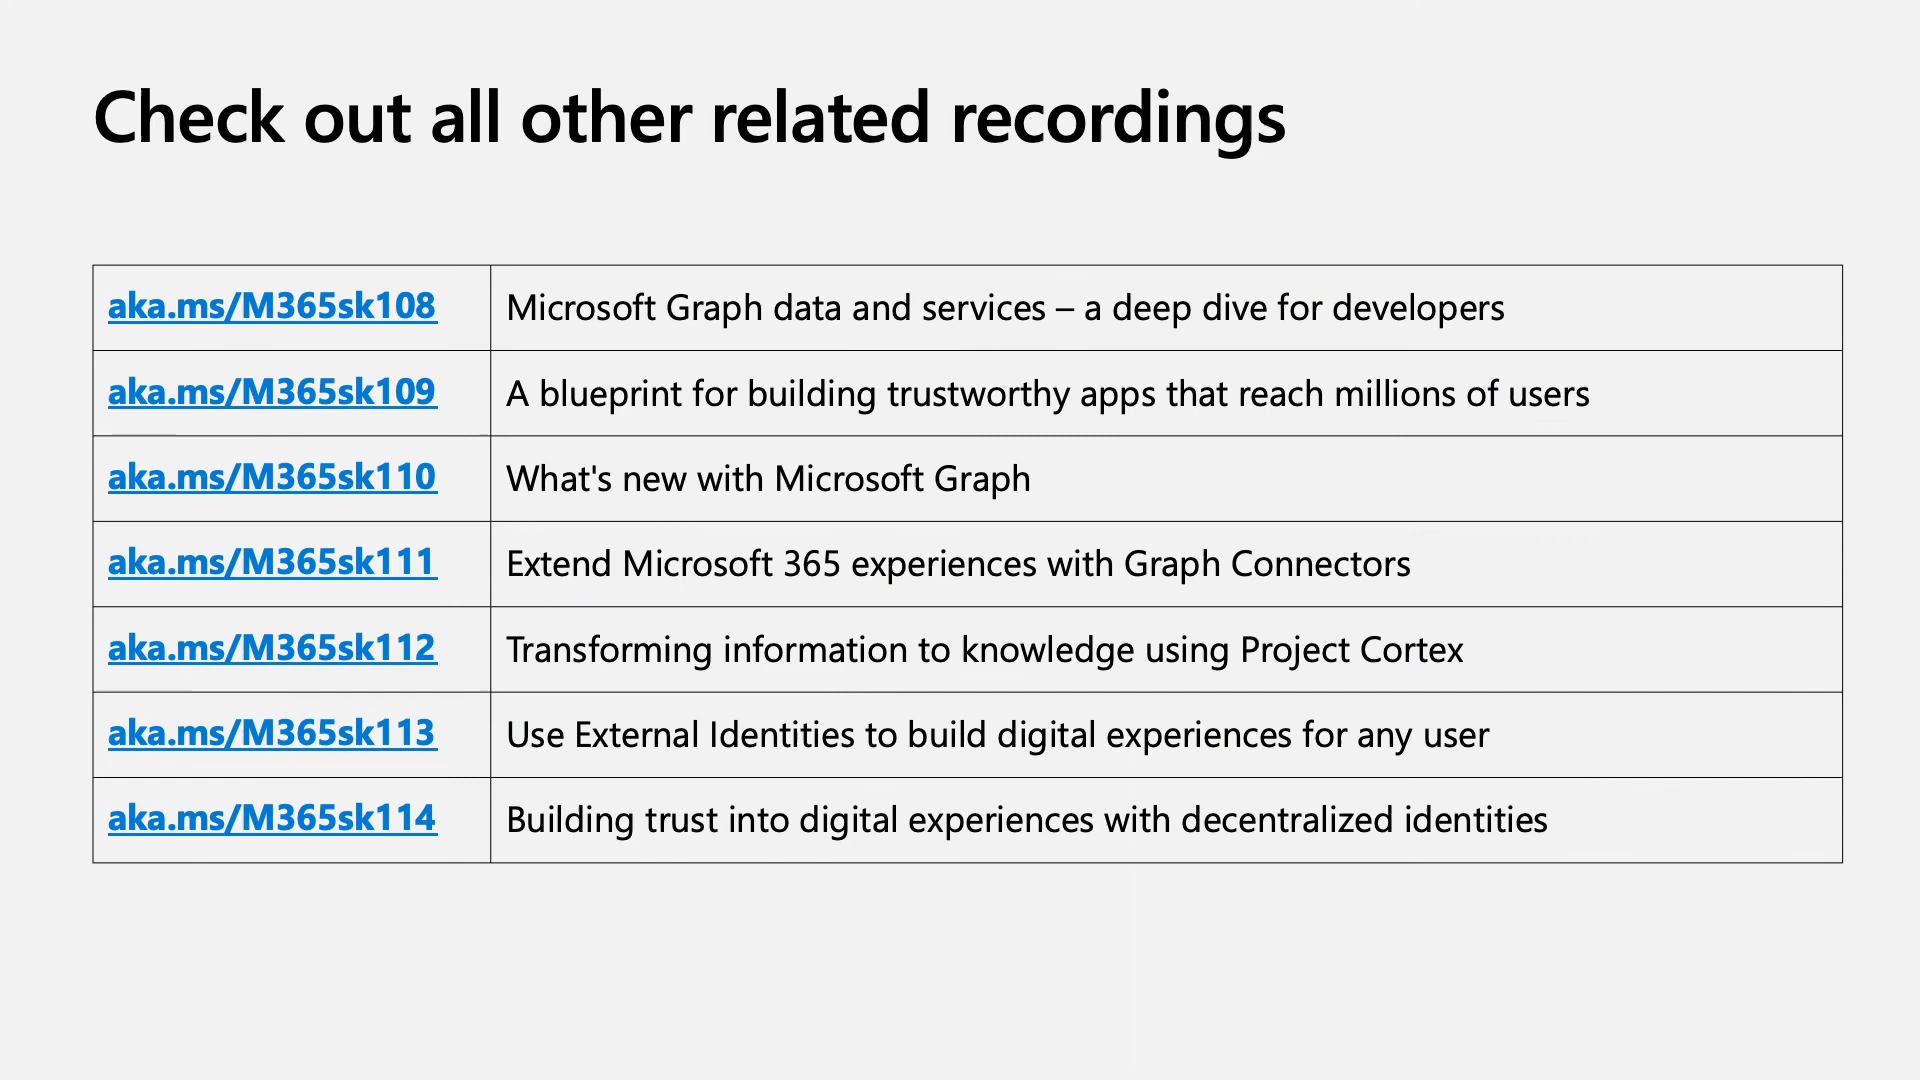 Check out all other related recordings
aka.ms/M365sk108 Microsoft Graph data and services – a deep dive for developers
aka.ms/M365sk109 A blueprint for building trustworthy apps that reach millions of users
aka.ms/M365sk110 What's new with Microsoft Graph
aka.ms/M365sk111 Extend Microsoft 365 experiences with Graph Connectors
aka.ms/M365sk112 Transforming information to knowledge using Project Cortex
aka.ms/M365sk113 Use External Identities to build digital experiences for any user
aka.ms/M365sk114 Building trust into digital experiences with decentralized identities